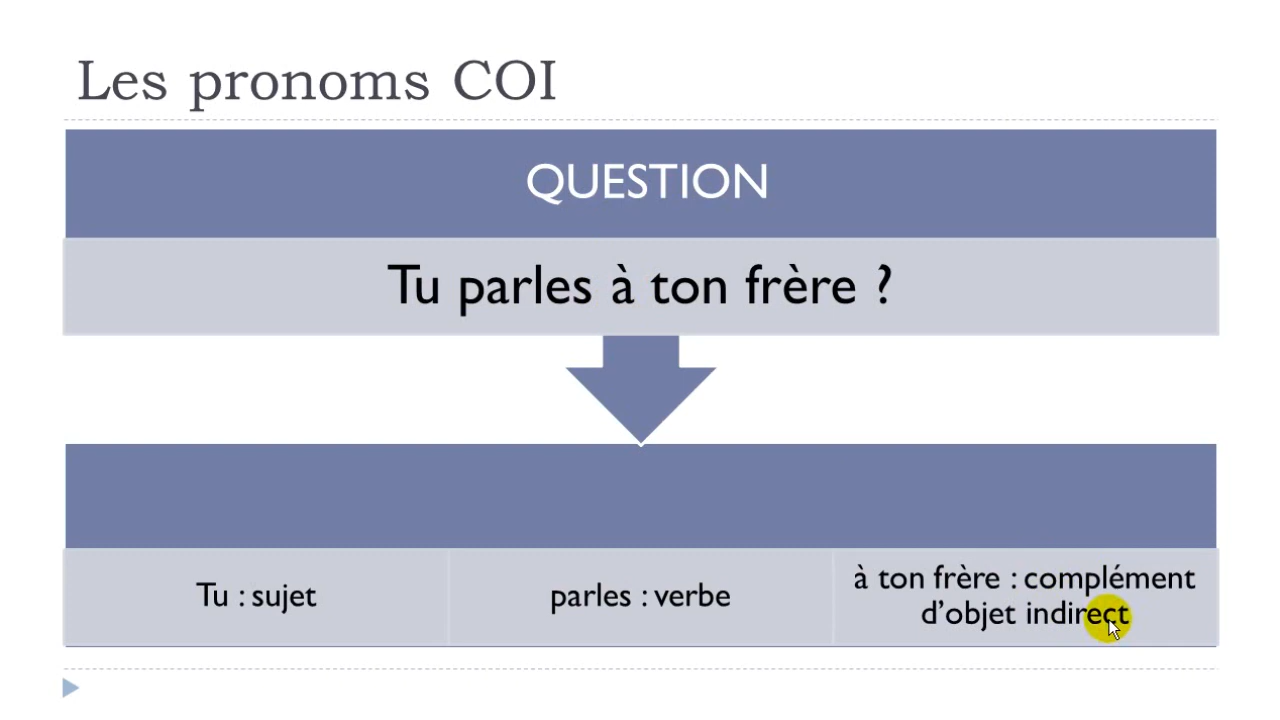 Les pronoms COI
QUESTION
Tu parles à ton frère ?
Tu : sujet
parles : verbe
à ton frère : complément
d’objet indirect